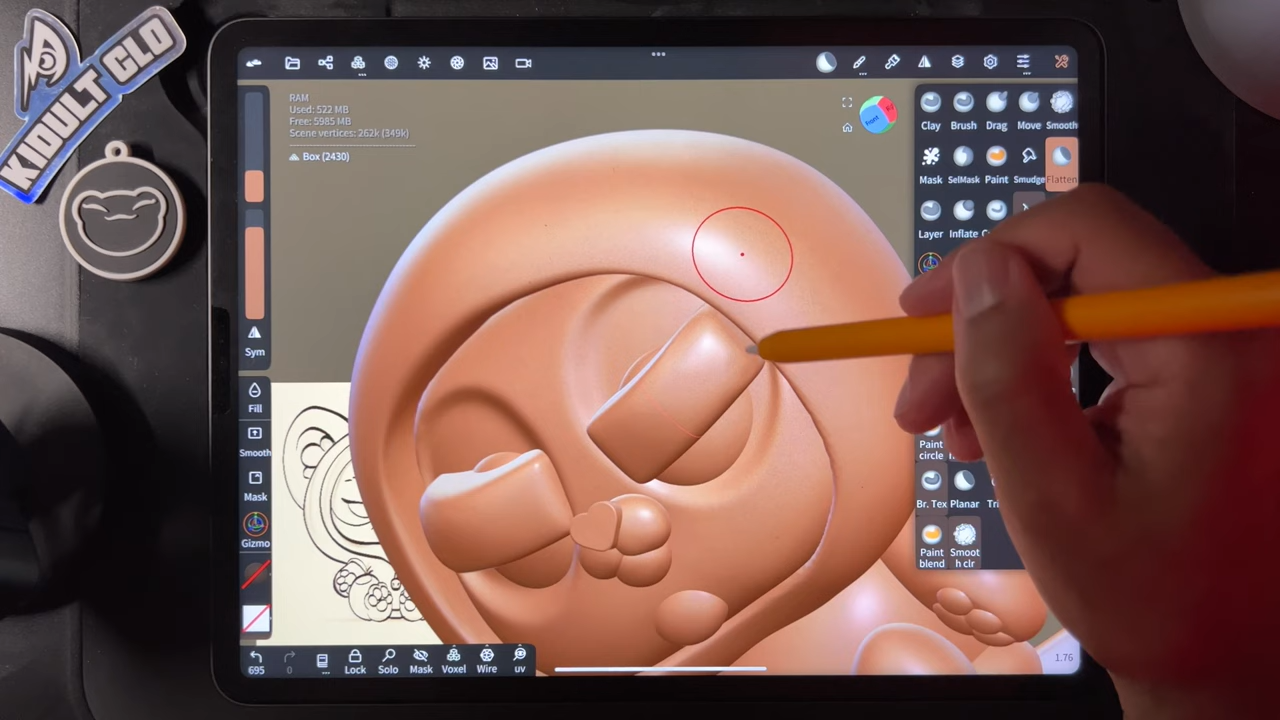 KIDULT CLO
RAM
Used: 522 MB
Free: 5985 MB
Scene vertices: 262k (349k)
Box (2430)
Front
Clay Brush Drag Move Smooth
Mask SelMask Paint Smudge Flatten
Layer Inflate
Sym
Fill
Smooth
Mask
Gizmo
Paint
circle
Br. Tex Planar
Paint
blend
Smoot
h clr
695 0 Lock Solo Mask Voxel Wire uv
1.76